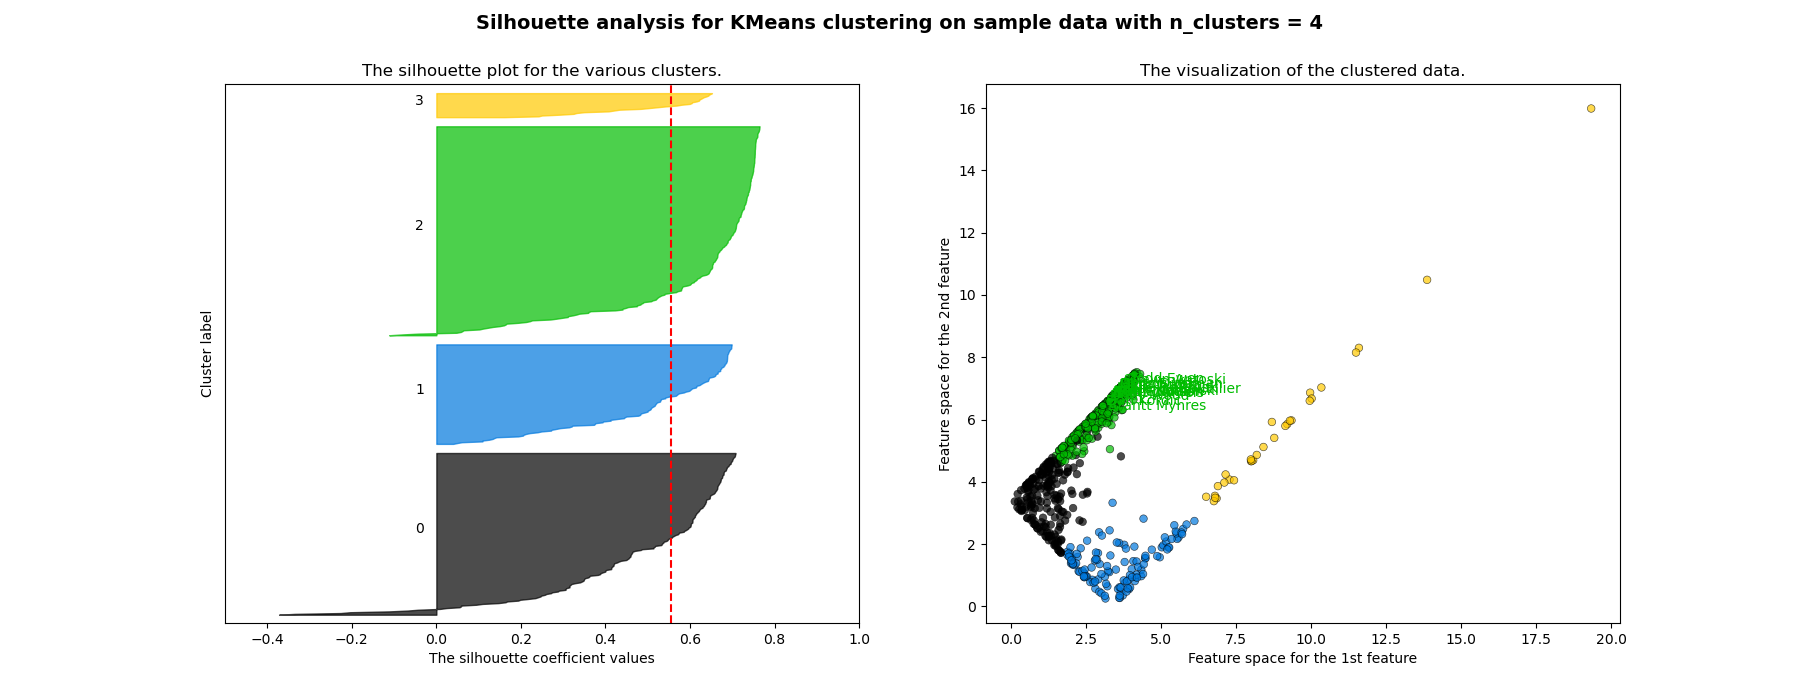 Silhouette analysis for KMeans clustering on sample data with n_clusters = 4
The silhouette plot for the various clusters.
3
2
1
0
Cluster label
−0.4 −0.2 0.0 0.2 0.4 0.6 0.8 1.0
The silhouette coefficient values
The visualization of the clustered data.
16
14
12
10
8
6
4
2
0
Feature space for the 2nd feature
Myhres
0.0 2.5 5.0 7.5 10.0 12.5 15.0 17.5 20.0
Feature space for the 1st feature